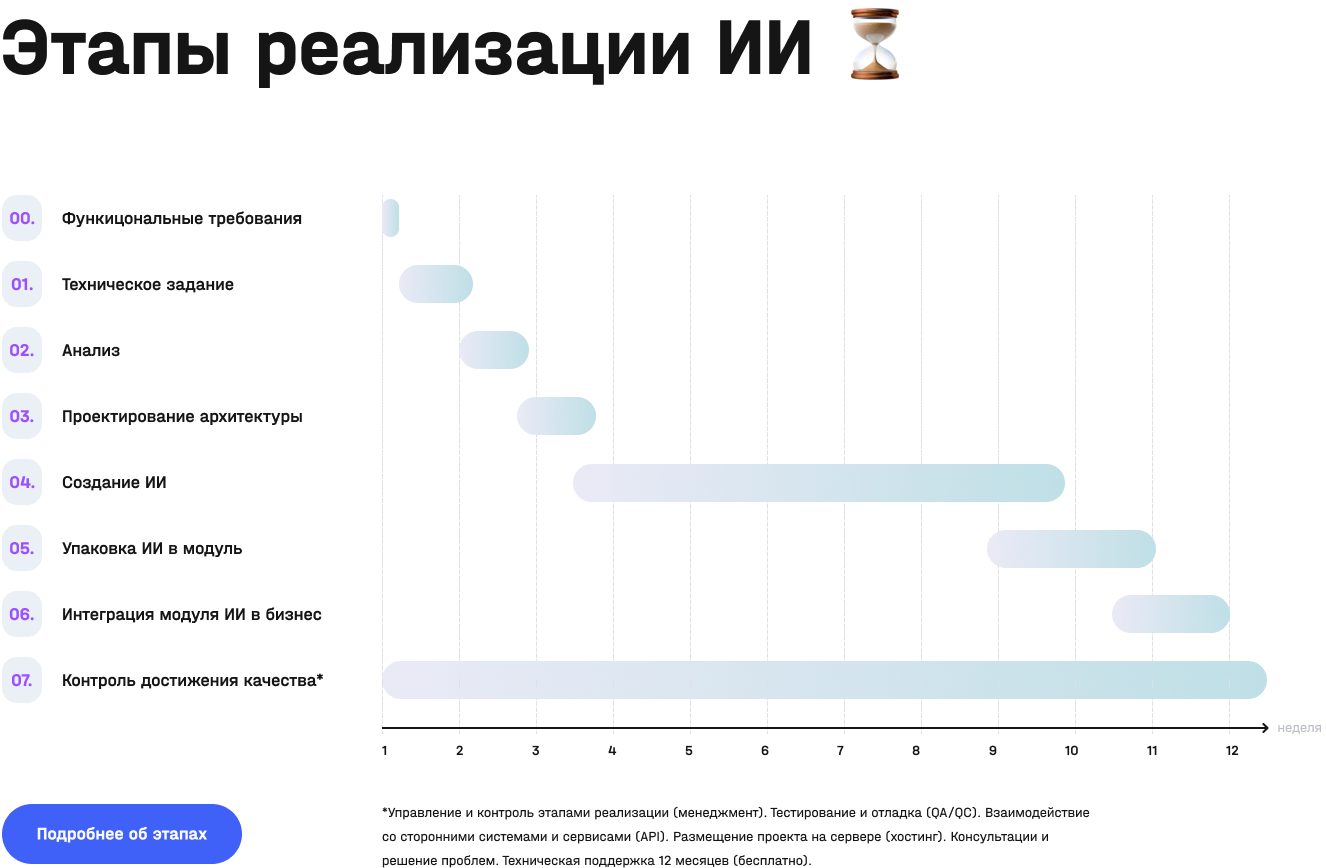 Этапы реализации ИИ
00. Функицональные требования
01. Техническое задание
02. Анализ
03. Проектирование архитектуры
04. Создание ИИ
05. Упаковка ИИ в модуль
06. Интеграция модуля ИИ в бизнес
07. Контроль достижения качества*
неделя
1 2 3 4 5 6 7 8 9 10 11 12
Подробнее об этапах
*Управление и контроль этапами реализации (менеджмент). Тестирование и отладка (QA/QC). Взаимодействие
со сторонними системами и сервисами (API). Размещение проекта на сервере (хостинг). Консультации и
решение проблем. Техническая поддержка 12 месяцев (бесплатно).